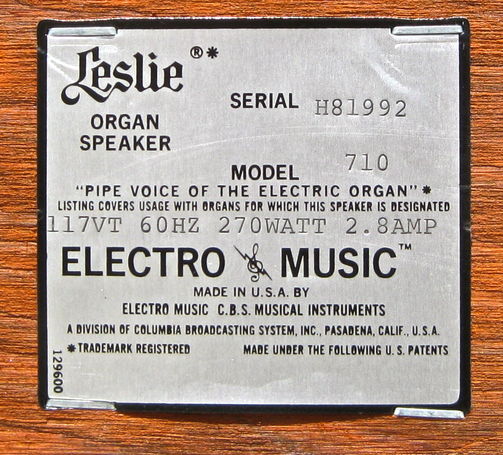 Leslie ®*
ORGAN
SPEAKER
SERIAL H81992
MODEL 710
"PIPE VOICE OF THE ELECTRIC ORGAN" *
LISTING COVERS USAGE WITH ORGANS FOR WHICH THIS SPEAKER IS DESIGNATED
117VT 60HZ 270WATT 2.8AMP
ELECTRO MUSIC™
MADE IN U.S.A. BY
ELECTRO MUSIC C.B.S. MUSICAL INSTRUMENTS
A DIVISION OF COLUMBIA BROADCASTING SYSTEM, INC., PASADENA, CALIF., U.S.A.
*TRADEMARK REGISTERED MADE UNDER THE FOLLOWING U.S. PATENTS
129600